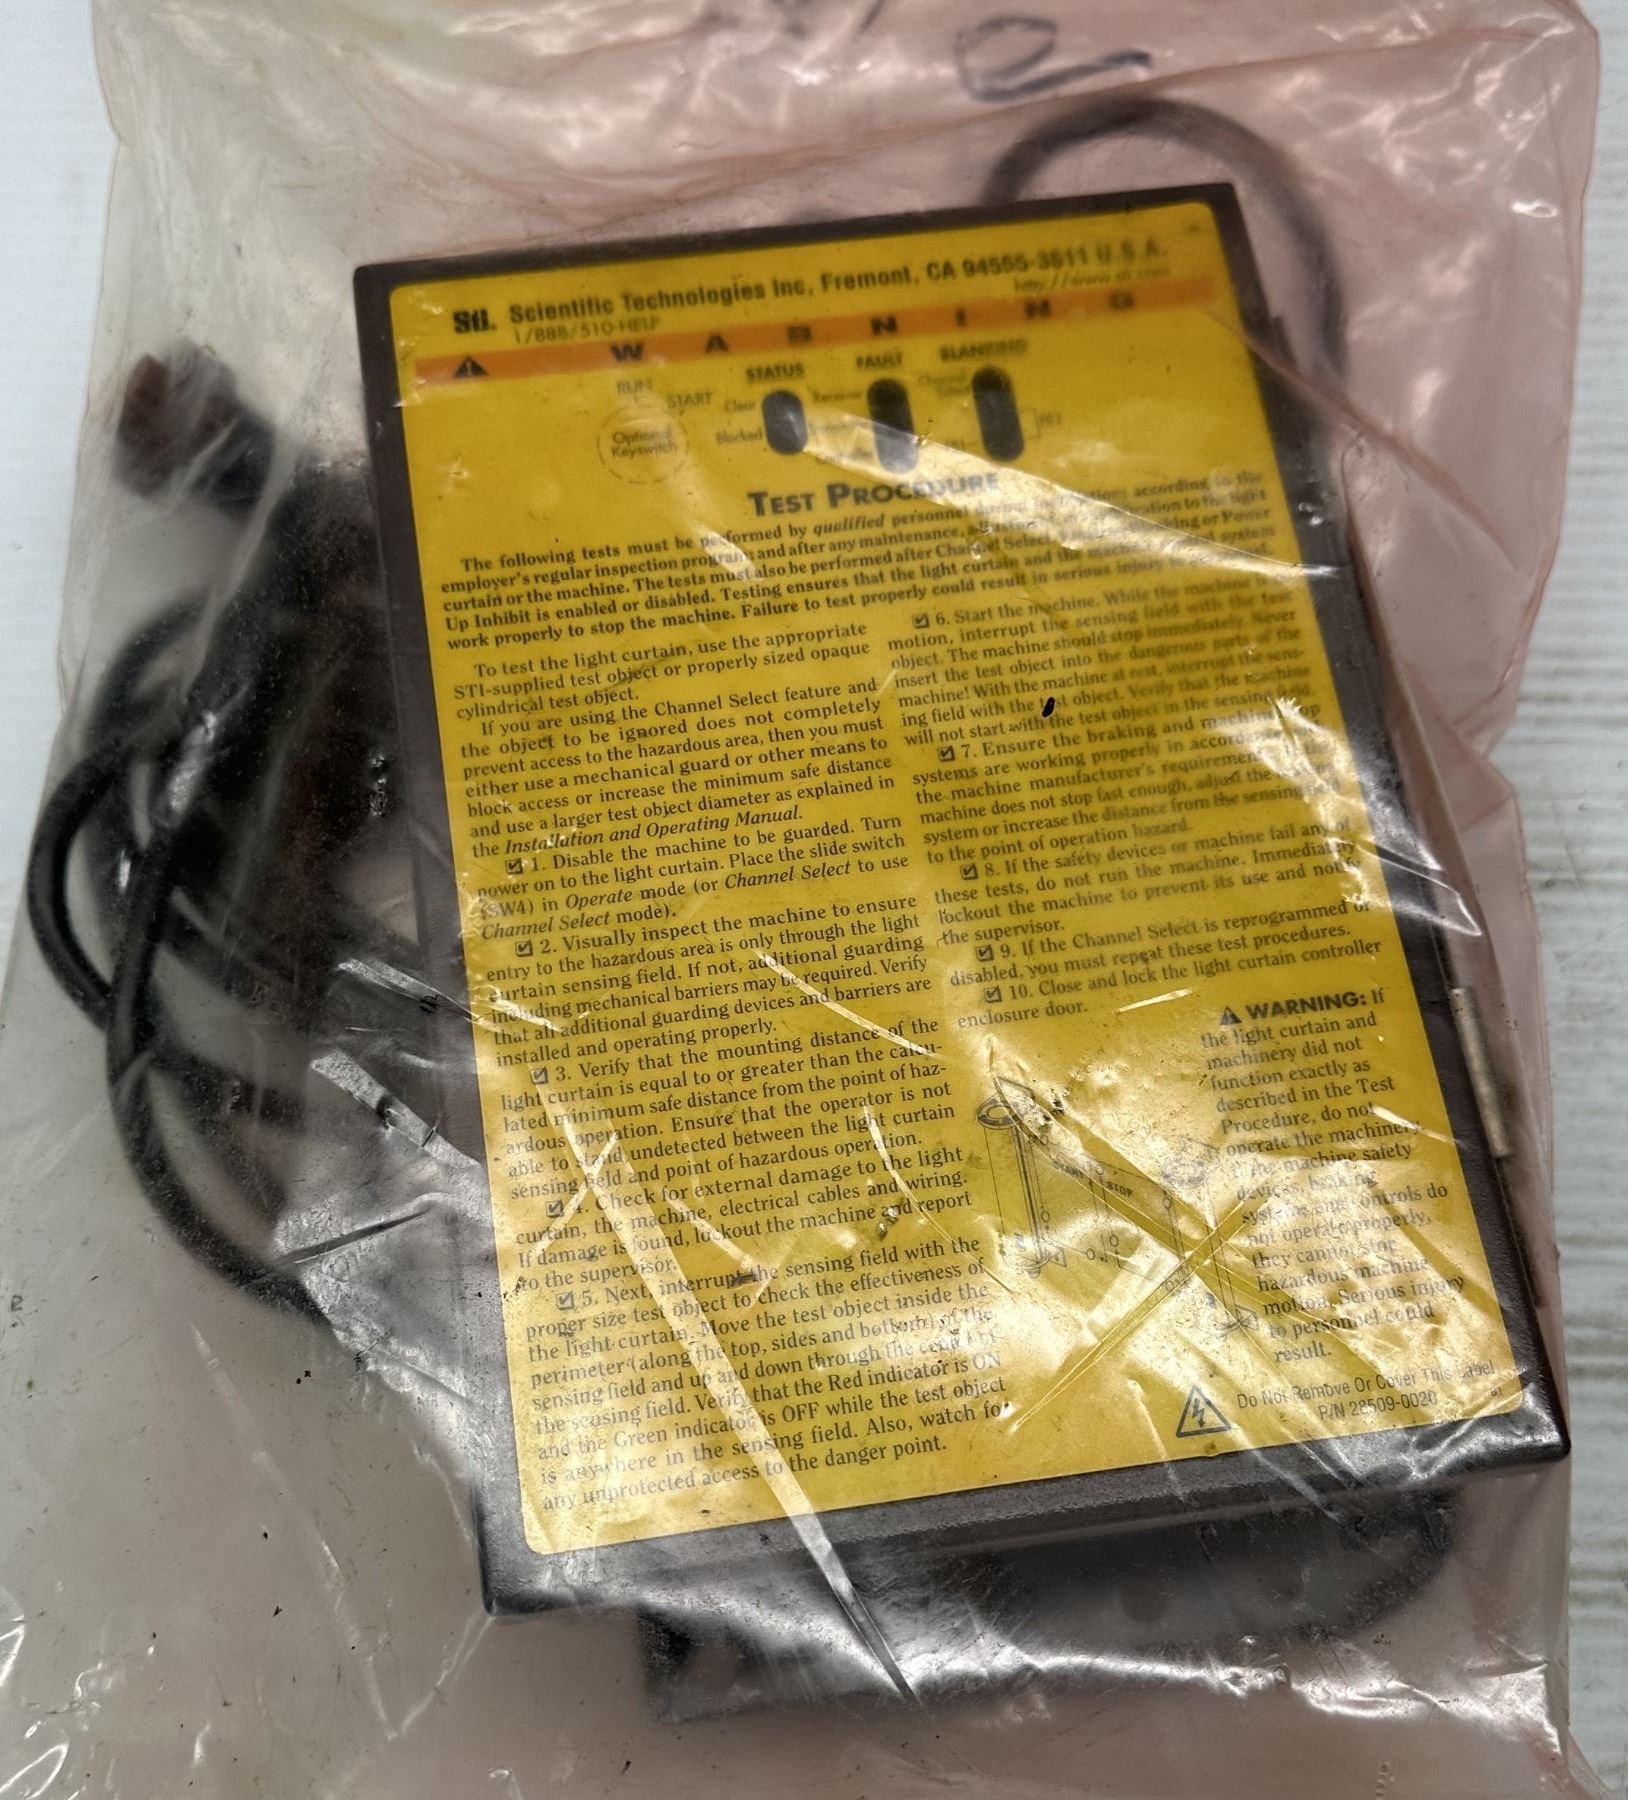 Sti. Scientific Technologies Inc, Fremont, CA 94555-3611 U.S.A.
1/888/510-HELP
WARNING
STATUS FAULT BLANKING
RUN
START
Clear
Receiver
Channel
Blocked
Optional
Keyswitch
TEST PROCEDURE
The following tests must be performed by qualified personnel according to the
employer's regular inspection program and after any maintenance, to the light
curtain or the machine. The tests must also be performed after Channel Select or Power
Up Inhibit is enabled or disabled. Testing ensures that the light curtain and the system
work properly to stop the machine. Failure to test properly could result in serious injury
To test the light curtain, use the appropriate
STI-supplied test object or properly sized opaque
cylindrical test object.
If you are using the Channel Select feature and
the object to be ignored does not completely
prevent access to the hazardous area, then you must
either use a mechanical guard or other means to
block access or increase the minimum safe distance
and use a larger test object diameter as explained in
the Installation and Operating Manual.
1. Disable the machine to be guarded. Turn
power on to the light curtain. Place the slide switch
(SW4) in Operate mode (or Channel Select to use
Channel Select mode).
2. Visually inspect the machine to ensure
entry to the hazardous area is only through the light
curtain sensing field. If not, additional guarding
including mechanical barriers may be required. Verify
that all additional guarding devices and barriers are
installed and operating properly.
3. Verify that the mounting distance of the
light curtain is equal to or greater than the calcu-
lated minimum safe distance from the point of haz-
ardous operation. Ensure that the operator is not
able to stand undetected between the light curtain
sensing field and point of hazardous operation.
4. Check for external damage to the light
curtain, the machine, electrical cables and wiring.
If damage is found, lockout the machine and report
to the supervisor.
5. Next, interrupt the sensing field with the
proper size test object to check the effectiveness of
the light curtain. Move the test object inside the
perimeter (along the top, sides and bottom) of the
sensing field and up and down through the center of
the sensing field. Verify that the Red indicator is ON
and the Green indicator is OFF while the test object
is anywhere in the sensing field. Also, watch for
any unprotected access to the danger point.
6. Start the machine. While the machine is in
motion, interrupt the sensing field with the test
object. The machine should stop immediately. Never
insert the test object into the dangerous parts of the
machine! With the machine at rest, interrupt the sens-
ing field with the test object. Verify that the machine
will not start with the test object in the sensing field.
7. Ensure the braking and machine stop
systems are working properly in accordance
the machine manufacturer's requirements. If the
machine does not stop fast enough, adjust the
system or increase the distance from the sensing field
to the point of operation hazard.
8. If the safety devices or machine fail any of
these tests, do not run the machine. Immediately
lockout the machine to prevent its use and notify
the supervisor.
9. If the Channel Select is reprogrammed or
disabled, you must repeat these test procedures.
10. Close and lock the light curtain controller
enclosure door.
WARNING: If
the light curtain and
machinery did not
function exactly as
described in the Test
Procedure, do not
operate the machinery.
If the machine safety
devices, braking
systems and controls do
not operate properly,
they cannot stop
hazardous machine
motion. Serious injury
to personnel could
result.
START
STOP
Do Not Remove Or Cover This Label
P/N 28509-0020